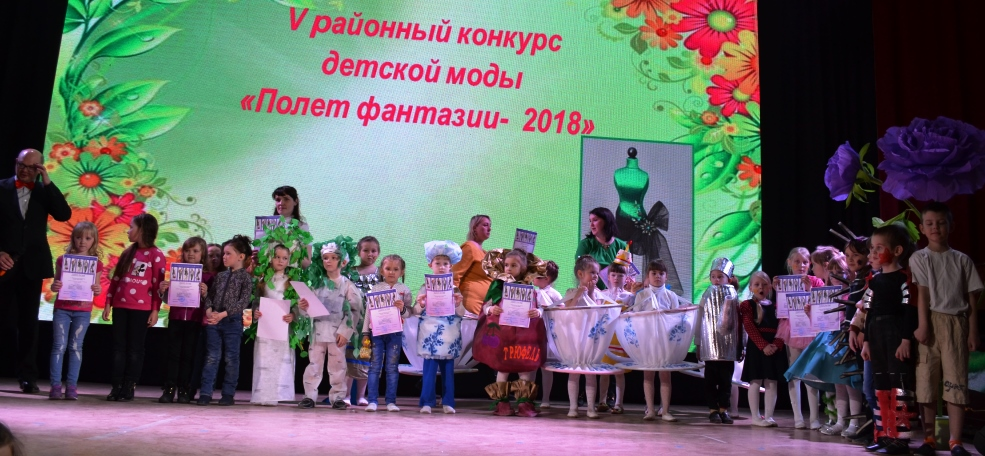 V районный конкурс
детской моды
«Полет фантазии- 2018»